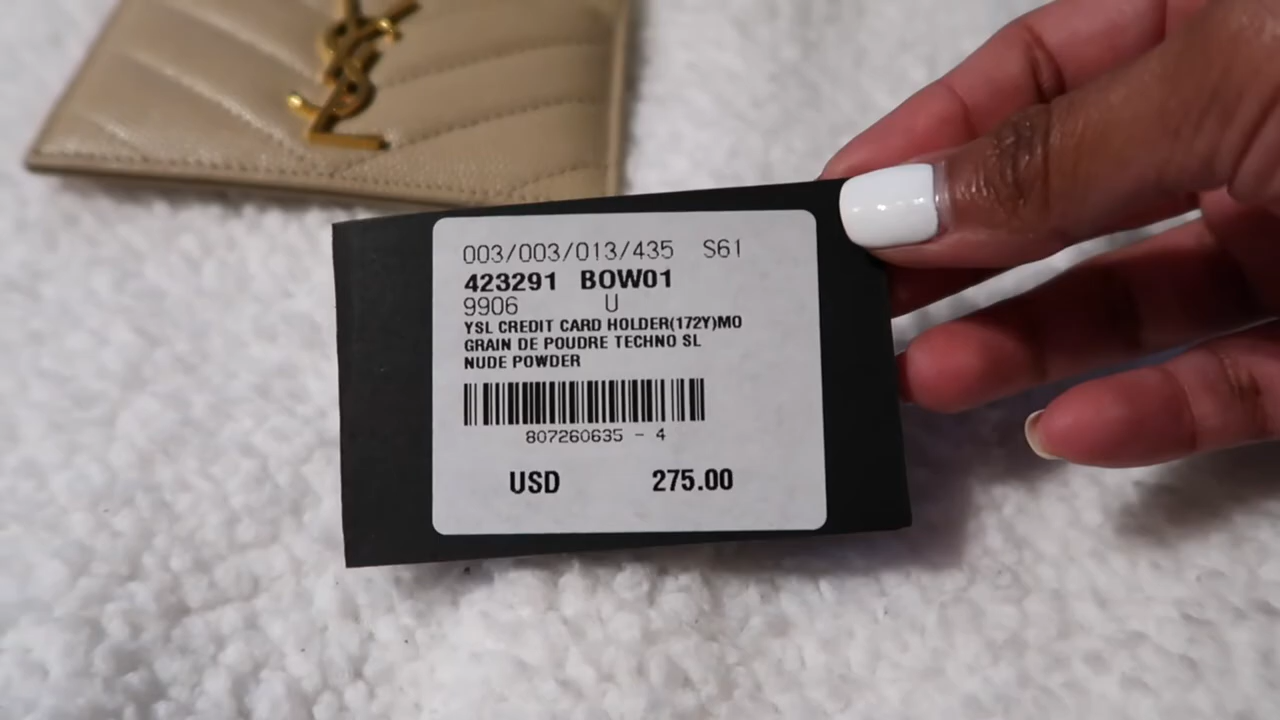 YSL
003/003/013/435 S61
423291 BOW01
9906 U
YSL CREDIT CARD HOLDER(172Y)MO
GRAIN DE POUDRE TECHNO SL
NUDE POWDER
807260635 - 4
USD 275.00